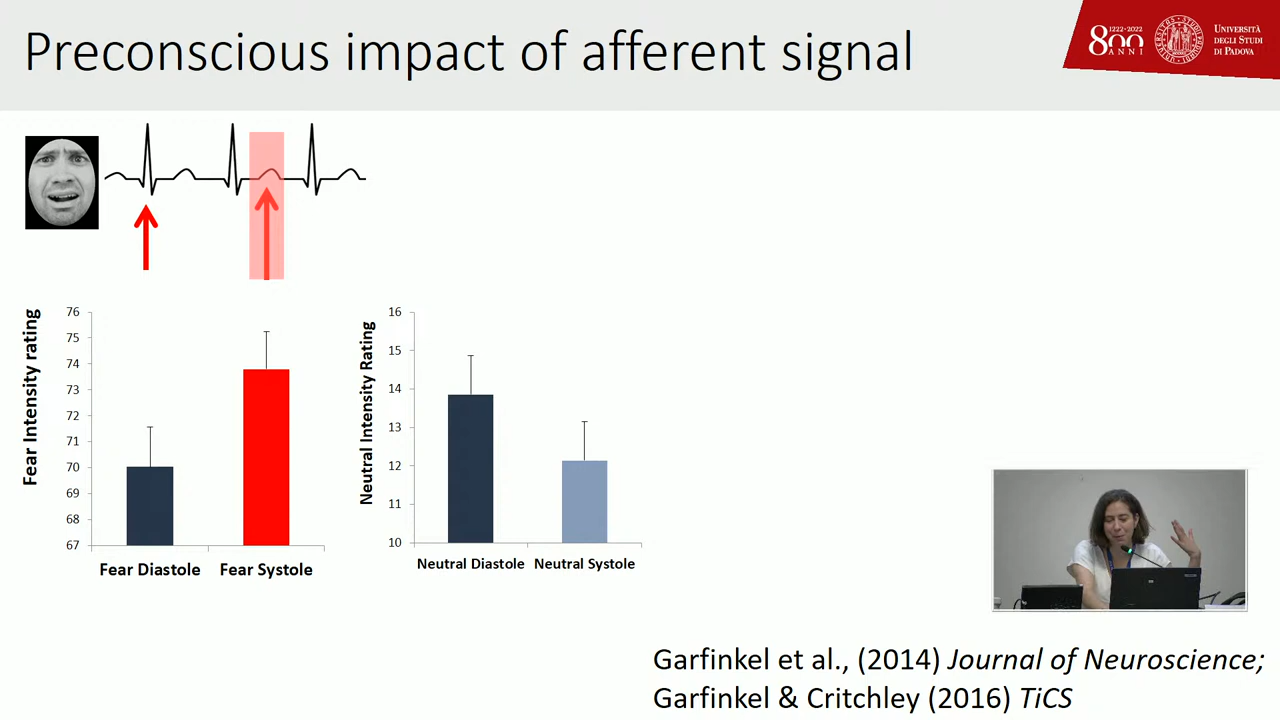 Preconscious impact of afferent signal
1222·2022
800
ANNI
UNIVERSITÀ
DEGLI STUDI
DI PADOVA
Fear Intensity rating
76
75
74
73
72
71
70
69
68
67
Fear Diastole
Fear Systole
Neutral Intensity Rating
16
15
14
13
12
11
10
Neutral Diastole
Neutral Systole
Garfinkel et al., (2014) Journal of Neuroscience;
Garfinkel & Critchley (2016) TiCS